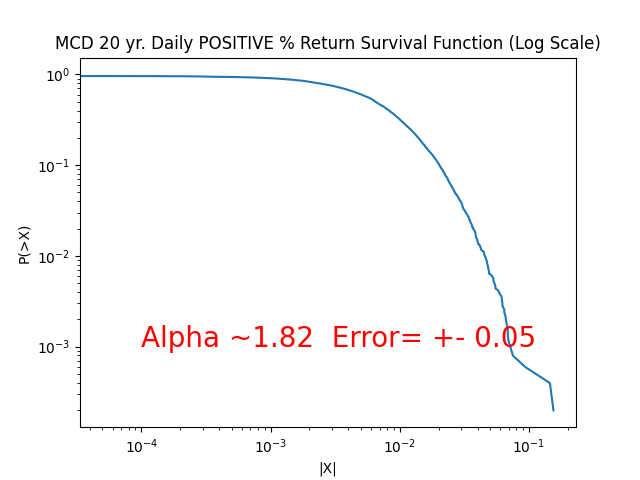 MCD 20 yr. Daily POSITIVE % Return Survival Function (Log Scale)
10⁰
10⁻¹
10⁻²
10⁻³
P(>X)
Alpha ~1.82  Error= +- 0.05
10⁻⁴ 10⁻³ 10⁻² 10⁻¹
|X|